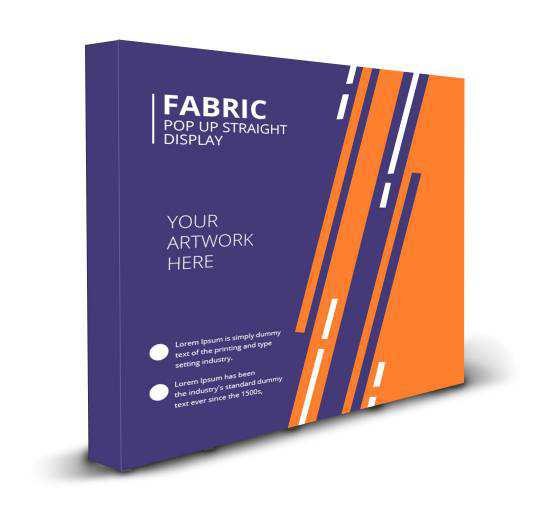 FABRIC
POP UP STRAIGHT
DISPLAY
YOUR
ARTWORK
HERE
Lorem Ipsum is simply dummy
text of the printing and type
setting industry.
Lorem Ipsum has been
the industry's standard dummy
text ever since the 1500s,